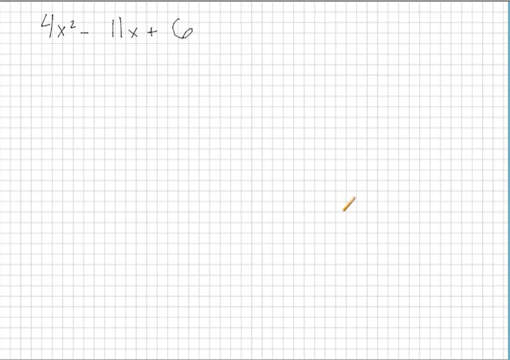 4x² - 11x + 6